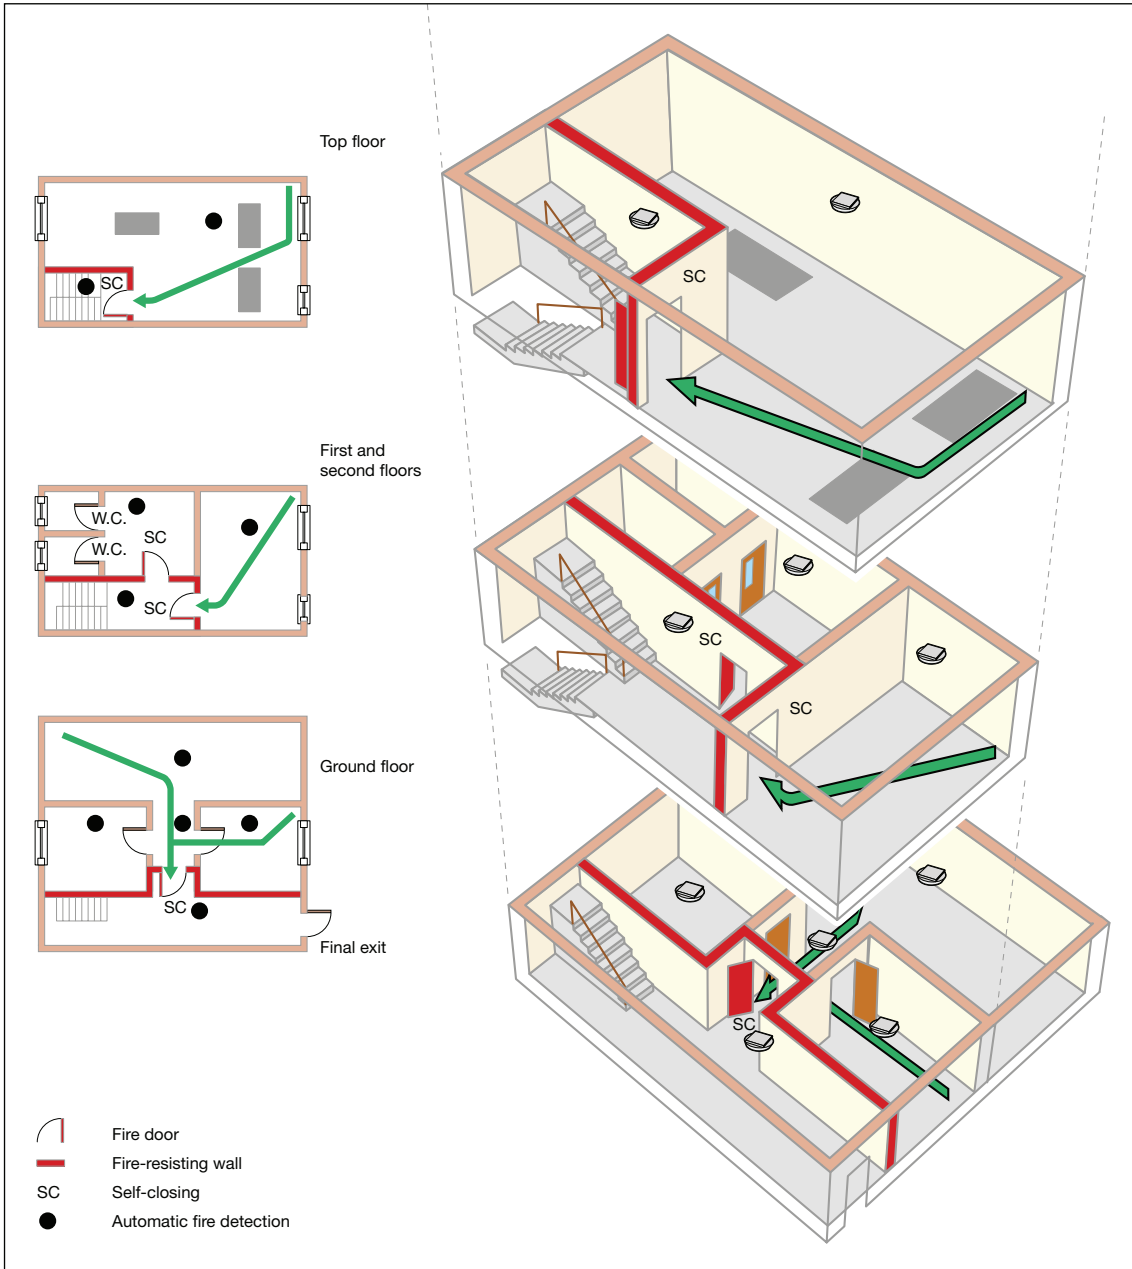 Top floor
SC
SC
First and
second floors
W.C.
SC
W.C.
SC
SC
SC
Ground floor
SC
Final exit
SC
Fire door
Fire-resisting wall
SC
Self-closing
Automatic fire detection